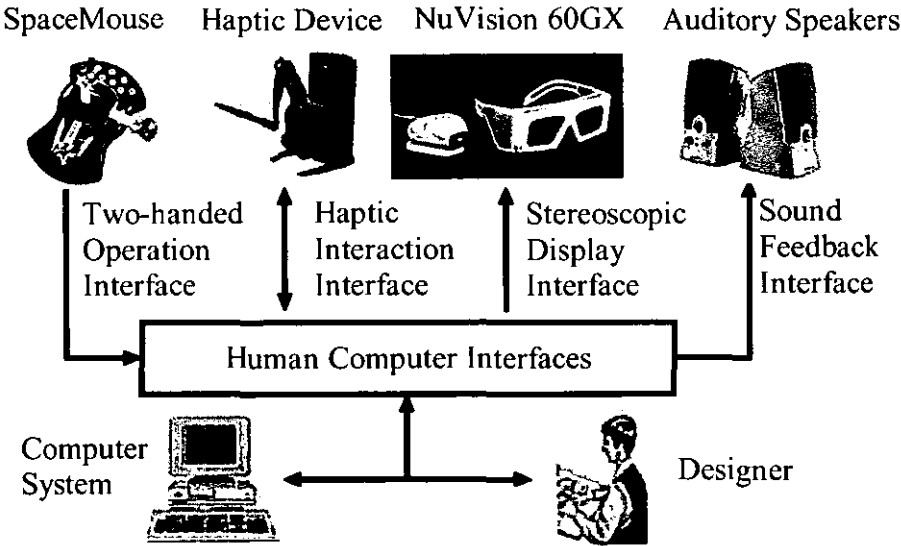 SpaceMouse
Haptic Device
NuVision 60GX
Auditory Speakers
Two-handed
Operation
Interface
Haptic
Interaction
Interface
Stereoscopic
Display
Interface
Sound
Feedback
Interface
Human Computer Interfaces
Computer
System
Designer